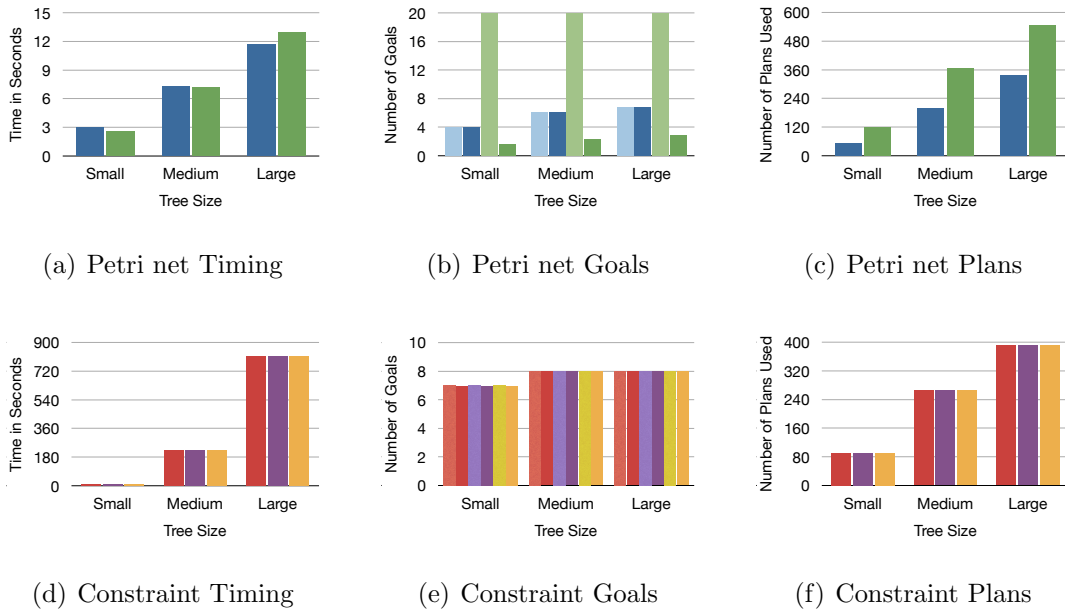 Time in Seconds
15
12
9
6
3
0
Small Medium Large
Tree Size
(a) Petri net Timing
Number of Goals
20
16
12
8
4
0
Small Medium Large
Tree Size
(b) Petri net Goals
Number of Plans Used
600
480
360
240
120
0
Small Medium Large
Tree Size
(c) Petri net Plans
Time in Seconds
900
720
540
360
180
0
Small Medium Large
Tree Size
(d) Constraint Timing
Number of Goals
10
8
6
4
2
0
Small Medium Large
Tree Size
(e) Constraint Goals
Number of Plans Used
400
320
240
160
80
0
Small Medium Large
Tree Size
(f) Constraint Plans